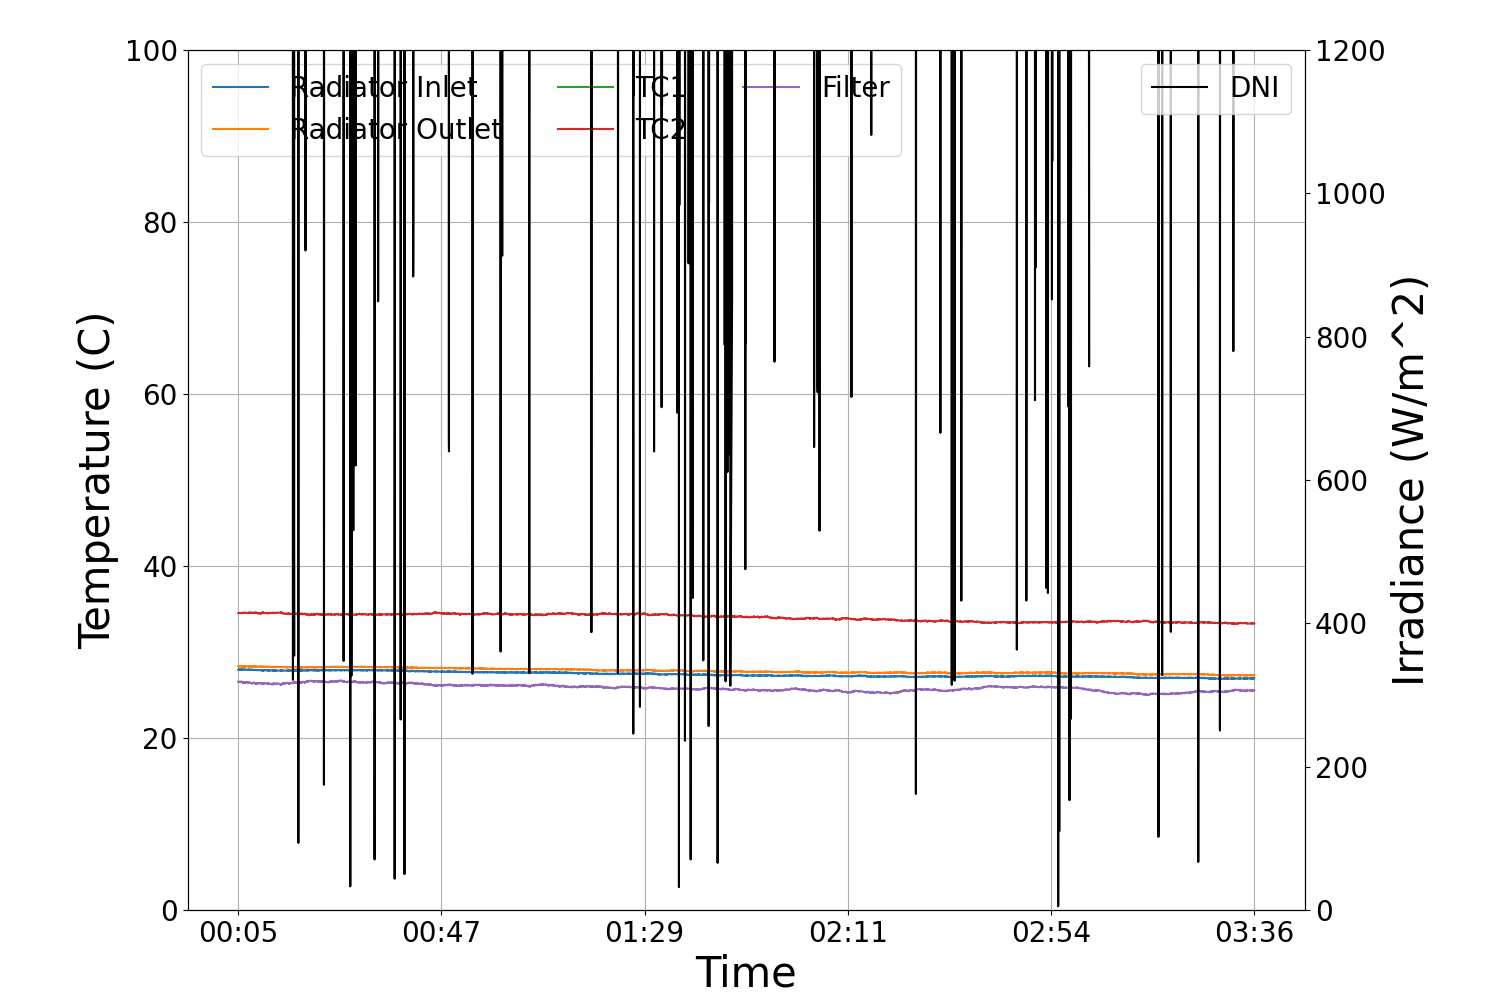 100
80
60
40
20
0
Temperature (C)
Radiator Inlet
Radiator Outlet
TC1
TC2
Filter
DNI
1200
1000
800
600
400
200
0
Irradiance (W/m^2)
00:05
00:47
01:29
02:11
02:54
03:36
Time